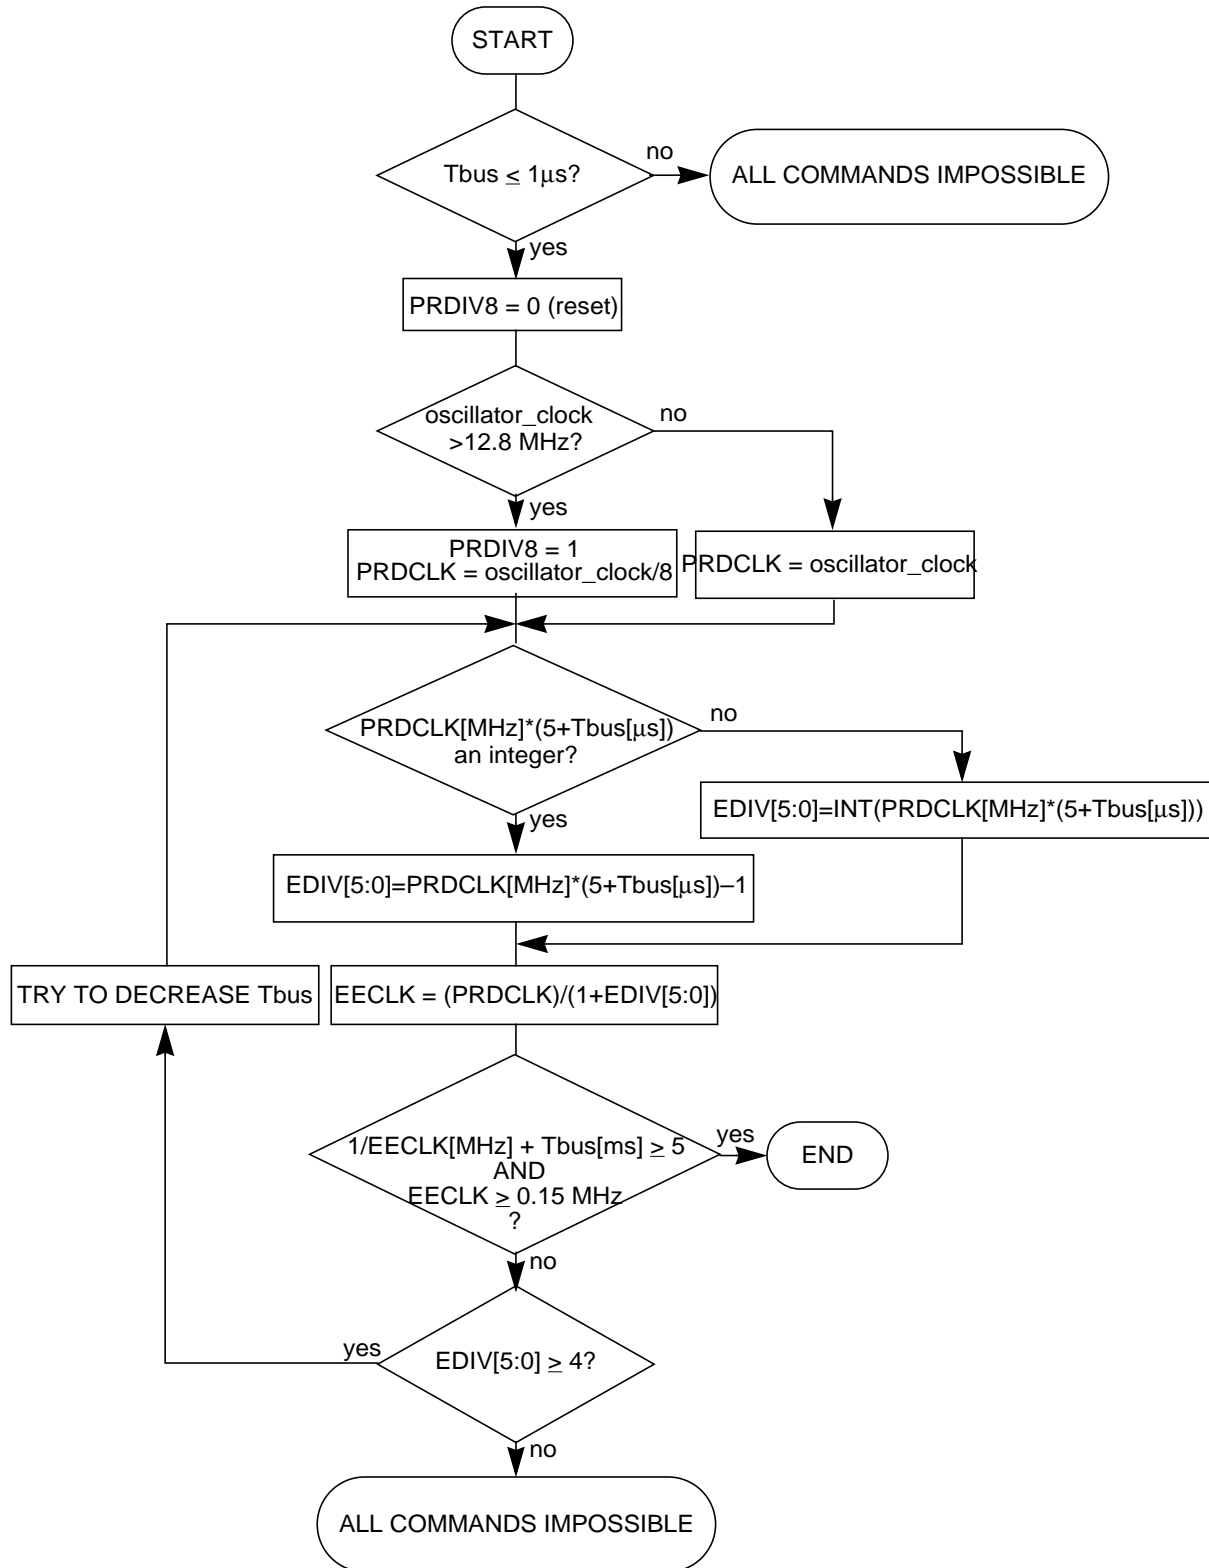 START
Tbus ≤ 1μs?
no
ALL COMMANDS IMPOSSIBLE
yes
PRDIV8 = 0 (reset)
oscillator_clock
>12.8 MHz?
no
yes
PRDIV8 = 1
PRDCLK = oscillator_clock/8
PRDCLK = oscillator_clock
PRDCLK[MHz]*(5+Tbus[μs])
an integer?
no
yes
EDIV[5:0]=INT(PRDCLK[MHz]*(5+Tbus[μs]))
EDIV[5:0]=PRDCLK[MHz]*(5+Tbus[μs])–1
TRY TO DECREASE Tbus
EECLK = (PRDCLK)/(1+EDIV[5:0])
1/EECLK[MHz] + Tbus[ms] ≥ 5
AND
EECLK ≥ 0.15 MHz
?
yes
END
no
yes
EDIV[5:0] ≥ 4?
no
ALL COMMANDS IMPOSSIBLE